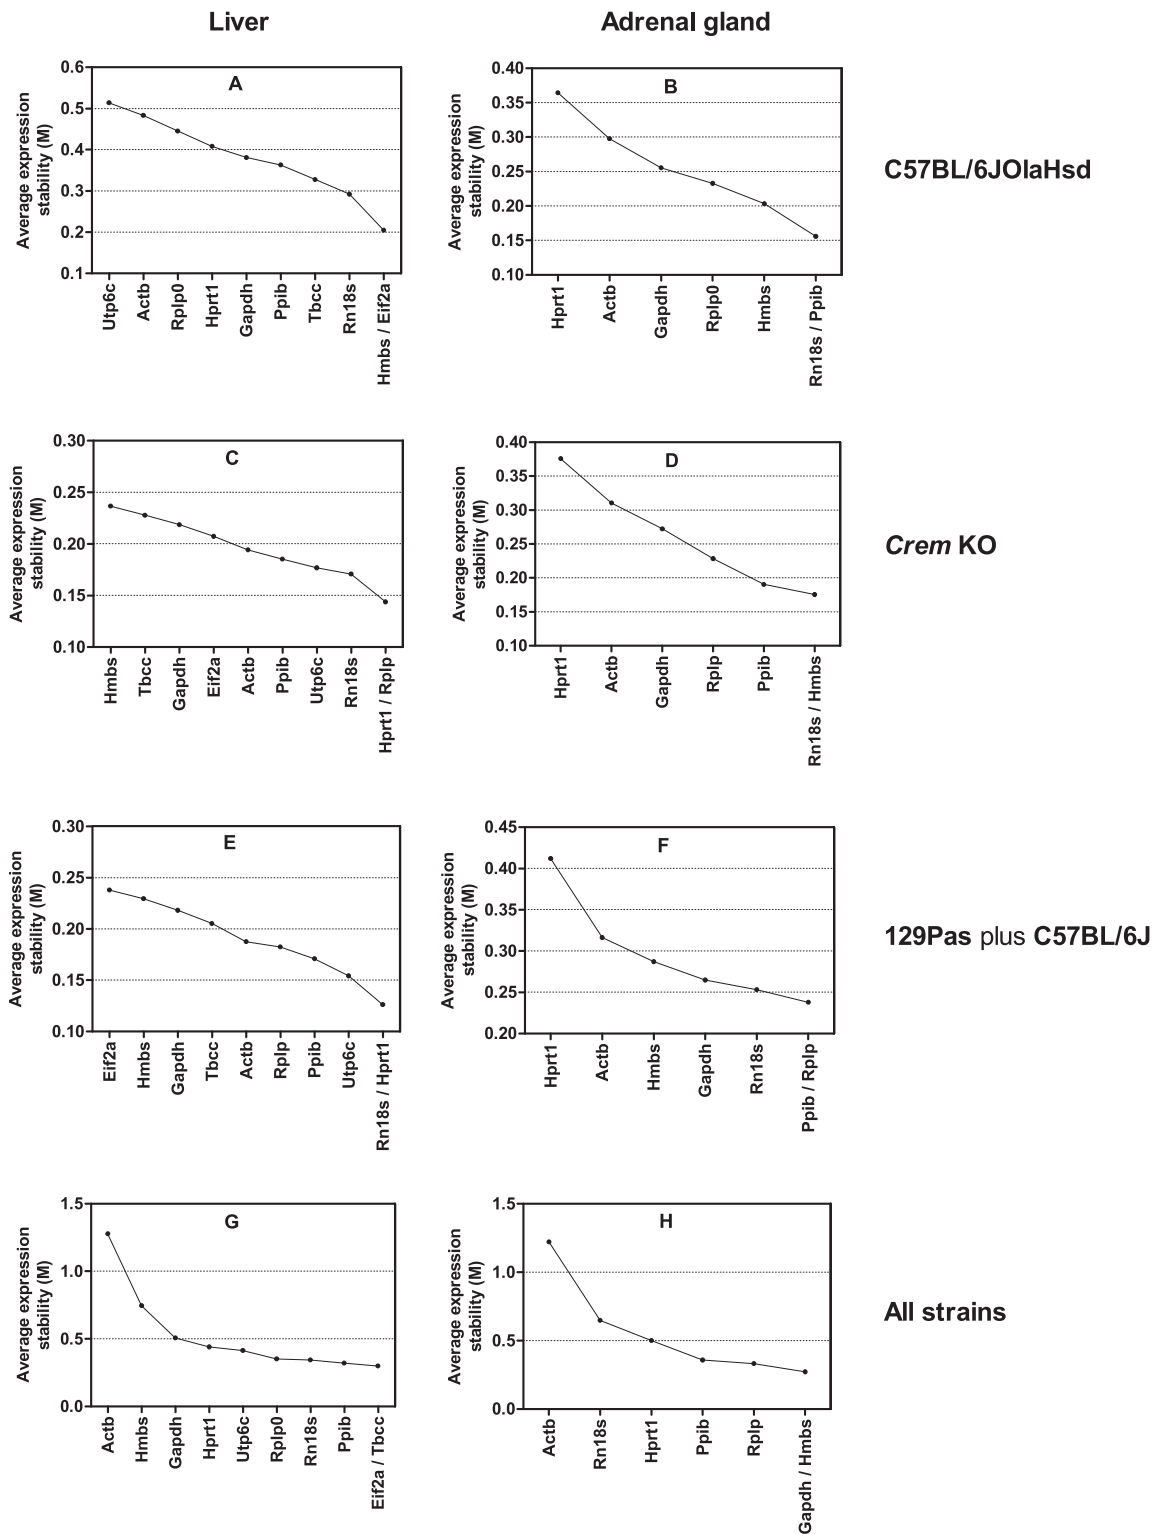 Liver
Adrenal gland
A
Average expression
stability (M)
0.6
0.5
0.4
0.3
0.2
0.1
Utp6c
Actb
Rplp0
Hprt1
Gapdh
Ppib
Tbcc
Rn18s
Hmbs / Eif2a
B
Average expression
stability (M)
0.40
0.35
0.30
0.25
0.20
0.15
0.10
Hprt1
Actb
Gapdh
Rplp0
Hmbs
Rn18s / Ppib
C57BL/6JOlaHsd
C
Average expression
stability (M)
0.30
0.25
0.20
0.15
0.10
Hmbs
Tbcc
Gapdh
Eif2a
Actb
Ppib
Utp6c
Rn18s
Hprt1 / Rplp
D
Average expression
stability (M)
0.40
0.35
0.30
0.25
0.20
0.15
0.10
Hprt1
Actb
Gapdh
Rplp
Ppib
Rn18s / Hmbs
Crem KO
E
Average expression
stability (M)
0.30
0.25
0.20
0.15
0.10
Eif2a
Hmbs
Gapdh
Tbcc
Actb
Rplp
Ppib
Utp6c
Rn18s / Hprt1
F
Average expression
stability (M)
0.45
0.40
0.35
0.30
0.25
0.20
Hprt1
Actb
Hmbs
Gapdh
Rn18s
Ppib / Rplp
129Pas plus C57BL/6J
G
Average expression
stability (M)
1.5
1.0
0.5
0.0
Actb
Hmbs
Gapdh
Hprt1
Utp6c
Rplp0
Rn18s
Ppib
Eif2a / Tbcc
H
Average expression
stability (M)
1.5
1.0
0.5
0.0
Actb
Rn18s
Hprt1
Ppib
Rplp
Gapdh / Hmbs
All strains